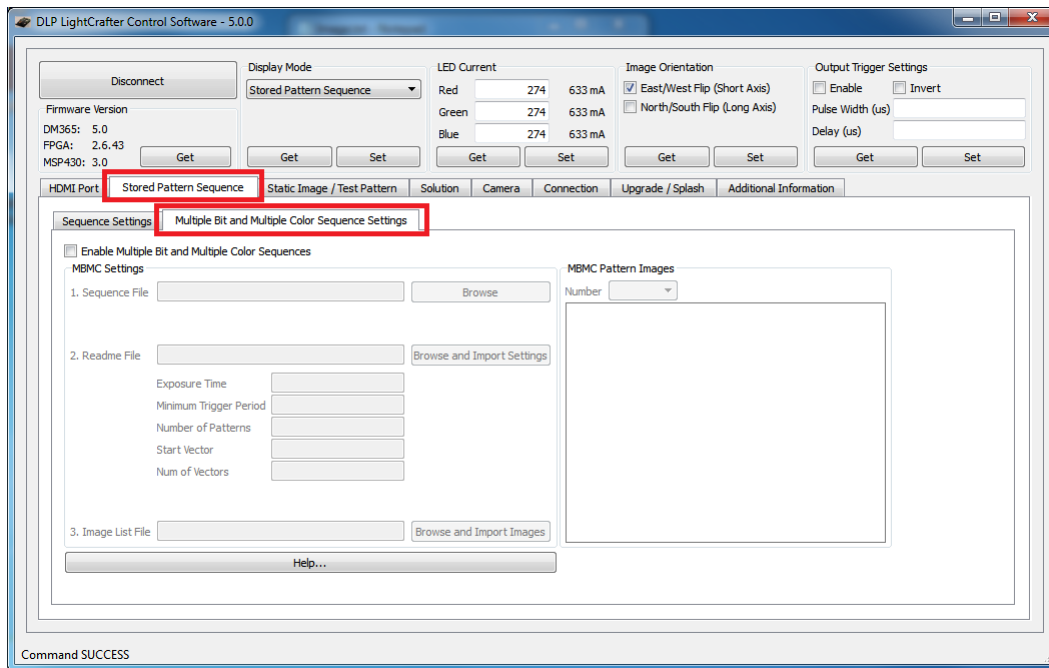 DLP LightCrafter Control Software - 5.0.0
Disconnect
Firmware Version
DM365: 5.0
FPGA: 2.6.43
MSP430: 3.0
Get
Display Mode
Stored Pattern Sequence
Get
Set
LED Current
Red 274 633 mA
Green 274 633 mA
Blue 274 633 mA
Get
Set
Image Orientation
East/West Flip (Short Axis)
North/South Flip (Long Axis)
Get
Set
Output Trigger Settings
Enable
Invert
Pulse Width (us)
Delay (us)
Get
Set
HDMI Port
Stored Pattern Sequence
Static Image / Test Pattern
Solution
Camera
Connection
Upgrade / Splash
Additional Information
Sequence Settings
Multiple Bit and Multiple Color Sequence Settings
Enable Multiple Bit and Multiple Color Sequences
MBMC Settings
1. Sequence File
Browse
2. Readme File
Browse and Import Settings
Exposure Time
Minimum Trigger Period
Number of Patterns
Start Vector
Num of Vectors
3. Image List File
Browse and Import Images
Help...
MBMC Pattern Images
Number
Command SUCCESS